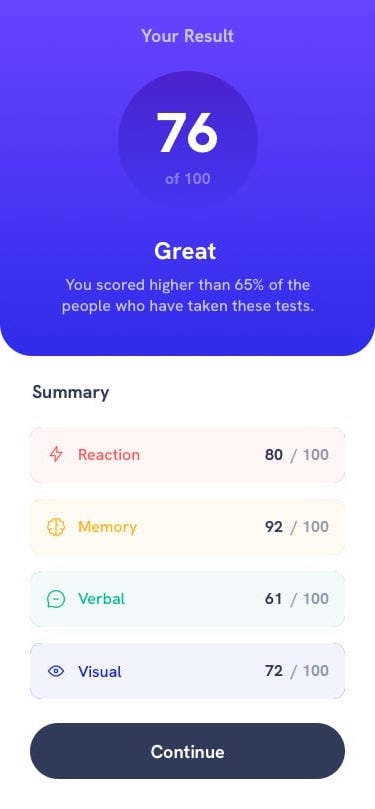 Your Result
76
of 100
Great
You scored higher than 65% of the
people who have taken these tests.
Summary
Reaction 80 / 100
Memory 92 / 100
Verbal 61 / 100
Visual 72 / 100
Continue